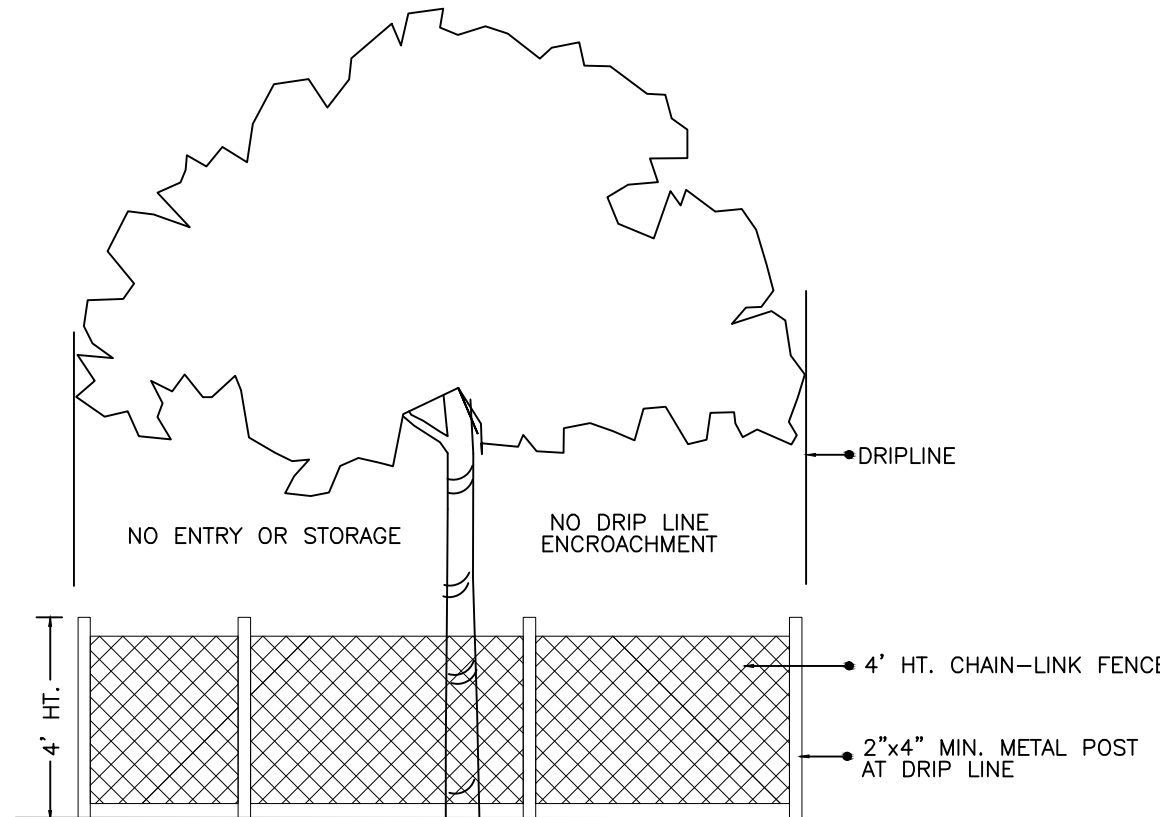 DRIPLINE
NO ENTRY OR STORAGE
NO DRIP LINE
ENCROACHMENT
4' HT. CHAIN-LINK FENCE
4' HT.
2"x4" MIN. METAL POST
AT DRIP LINE